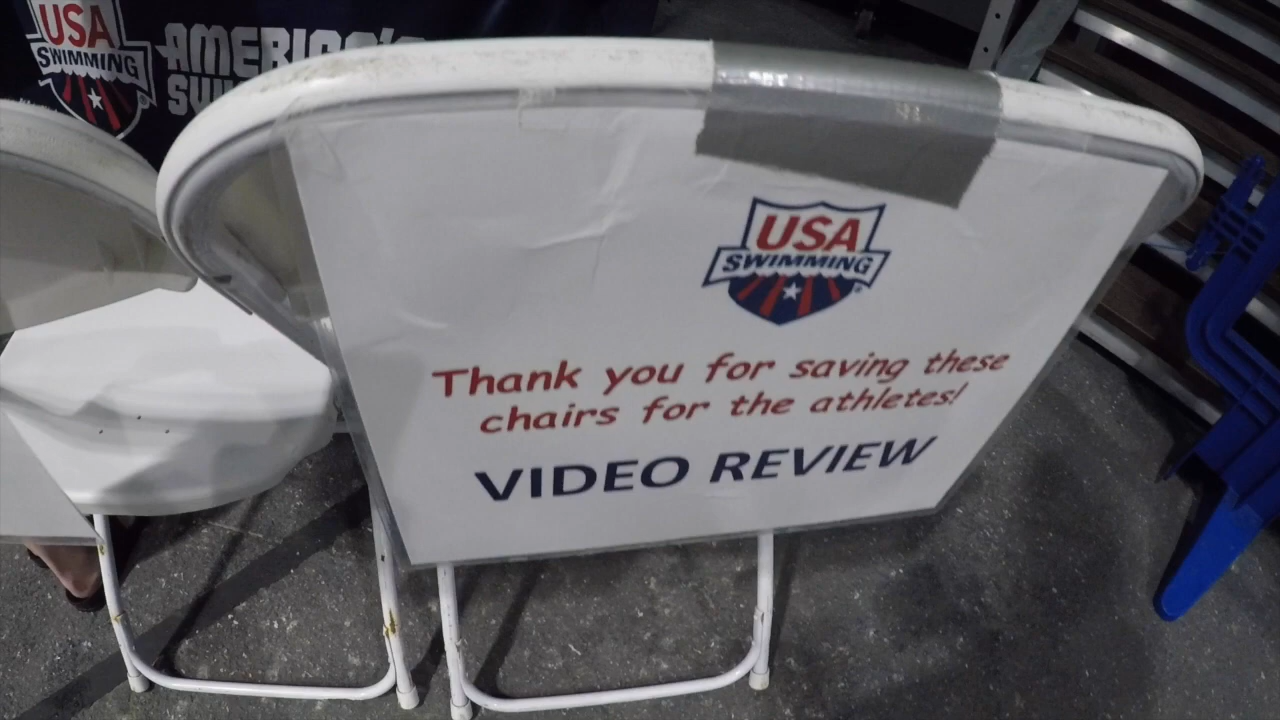 USA
SWIMMING
USA
SWIMMING
Thank you for saving these
chairs for the athletes!
VIDEO REVIEW